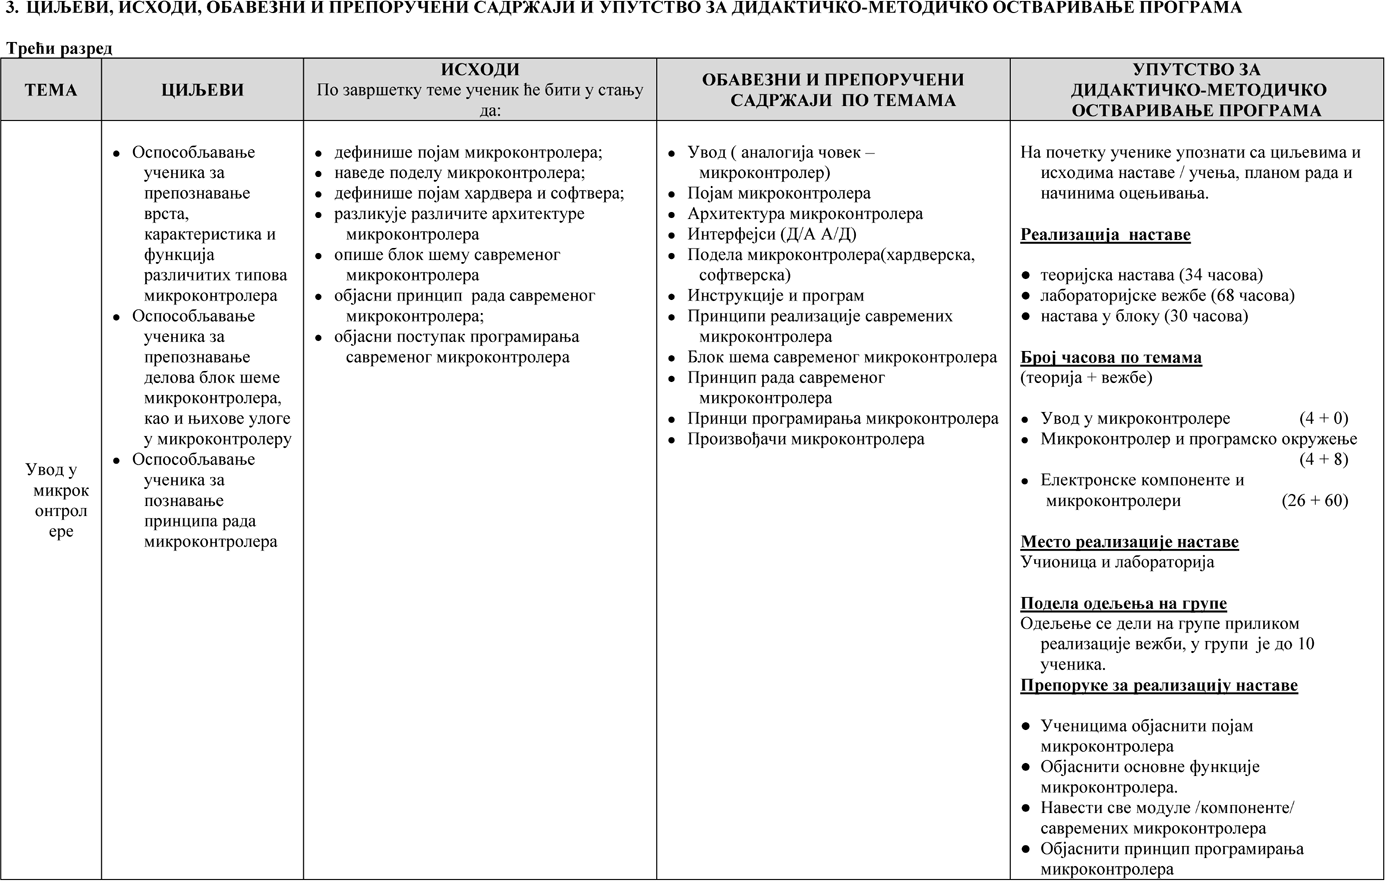 3. ЦИЉЕВИ, ИСХОДИ, ОБАВЕЗНИ И ПРЕПОРУЧЕНИ САДРЖАЈИ И УПУТСТВО ЗА ДИДАКТИЧКО-МЕТОДИЧКО ОСТВАРИВАЊЕ ПРОГРАМА
Трећи разред
ТЕМА
ЦИЉЕВИ
ИСХОДИ
По завршетку теме ученик ће бити у стању
да:
ОБАВЕЗНИ И ПРЕПОРУЧЕНИ
САДРЖАЈИ ПО ТЕМАМА
УПУТСТВО ЗА
ДИДАКТИЧКО-МЕТОДИЧКО
ОСТВАРИВАЊЕ ПРОГРАМА
Увод у
микрок
онтрол
ере
● Оспособљавање
ученика за
препознавање
врста,
карактеристика и
функција
различитих типова
микроконтролера
● Оспособљавање
ученика за
препознавање
делова блок шеме
микроконтролера,
као и њихове улоге
у микроконтролеру
● Оспособљавање
ученика за
познавање
принципа рада
микроконтролера
● дефинише појам микроконтролера;
● наведе поделу микроконтролера;
● дефинише појам хардвера и софтвера;
● разликује различите архитектуре
микроконтролера
● опише блок шему савременог
микроконтролера
● објасни принцип рада савременог
микроконтролера;
● објасни поступак програмирања
савременог микроконтролера
● Увод ( аналогија човек –
микроконтролер)
● Појам микроконтролера
● Архитектура микроконтролера
● Интерфејси (Д/А А/Д)
● Подела микроконтролера(хардверска,
софтверска)
● Инструкције и програм
● Принципи реализације савремених
микроконтролера
● Блок шема савременог микроконтролера
● Принцип рада савременог
микроконтролера
● Принци програмирања микроконтролера
● Произвођачи микроконтролера
На почетку ученике упознати са циљевима и
исходима наставе / учења, планом рада и
начинима оцењивања.
Реализација наставе
● теоријска настава (34 часова)
● лабораторијске вежбе (68 часова)
● настава у блоку (30 часова)
Број часова по темама
(теорија + вежбе)
● Увод у микроконтролере (4 + 0)
● Микроконтролер и програмско окружење
(4 + 8)
● Електронске компоненте и
микроконтролери (26 + 60)
Место реализације наставе
Учионица и лабораторија
Подела одељења на групе
Одељење се дели на групе приликом
реализације вежби, у групи је до 10
ученика.
Препоруке за реализацију наставе
● Ученицима објаснити појам
микроконтролера
● Објаснити основне функције
микроконтролера.
● Навести све модуле /компоненте/
савремених микроконтролера
● Објаснити принцип програмирања
микроконтролера